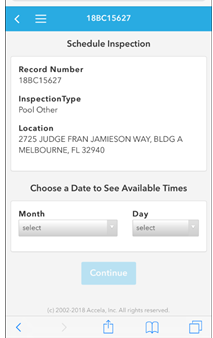 18BC15627
Schedule Inspection
Record Number
18BC15627
InspectionType
Pool Other
Location
2725 JUDGE FRAN JAMIESON WAY, BLDG A
MELBOURNE, FL 32940
Choose a Date to See Available Times
Month Day
select select
Continue
(c) 2002-2018 Accela, Inc. All rights reserved